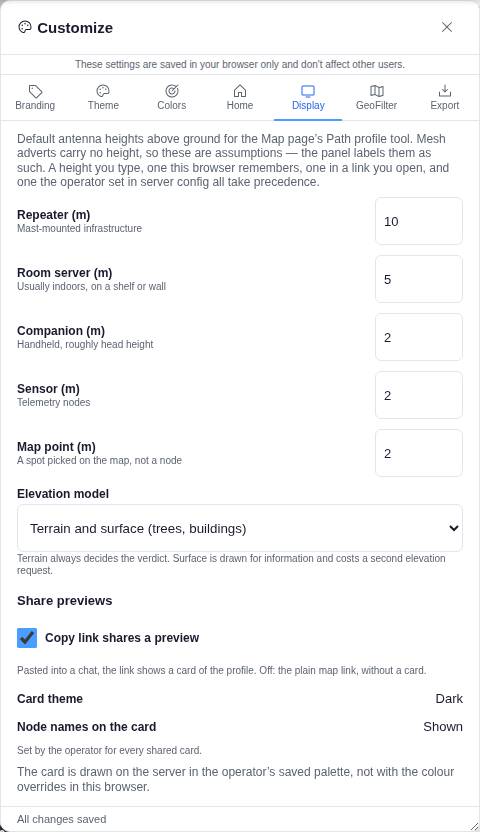 Customize
These settings are saved in your browser only and don't affect other users.
Branding
Theme
Colors
Home
Display
GeoFilter
Export
Default antenna heights above ground for the Map page’s Path profile tool. Mesh
adverts carry no height, so these are assumptions — the panel labels them as
such. A height you type, one this browser remembers, one in a link you open, and
one the operator set in server config all take precedence.
Repeater (m)
Mast-mounted infrastructure
10
Room server (m)
Usually indoors, on a shelf or wall
5
Companion (m)
Handheld, roughly head height
2
Sensor (m)
Telemetry nodes
2
Map point (m)
A spot picked on the map, not a node
2
Elevation model
Terrain and surface (trees, buildings)
Terrain always decides the verdict. Surface is drawn for information and costs a second elevation
request.
Share previews
Copy link shares a preview
Pasted into a chat, the link shows a card of the profile. Off: the plain map link, without a card.
Card theme
Dark
Node names on the card
Shown
Set by the operator for every shared card.
The card is drawn on the server in the operator’s saved palette, not with the colour
overrides in this browser.
All changes saved